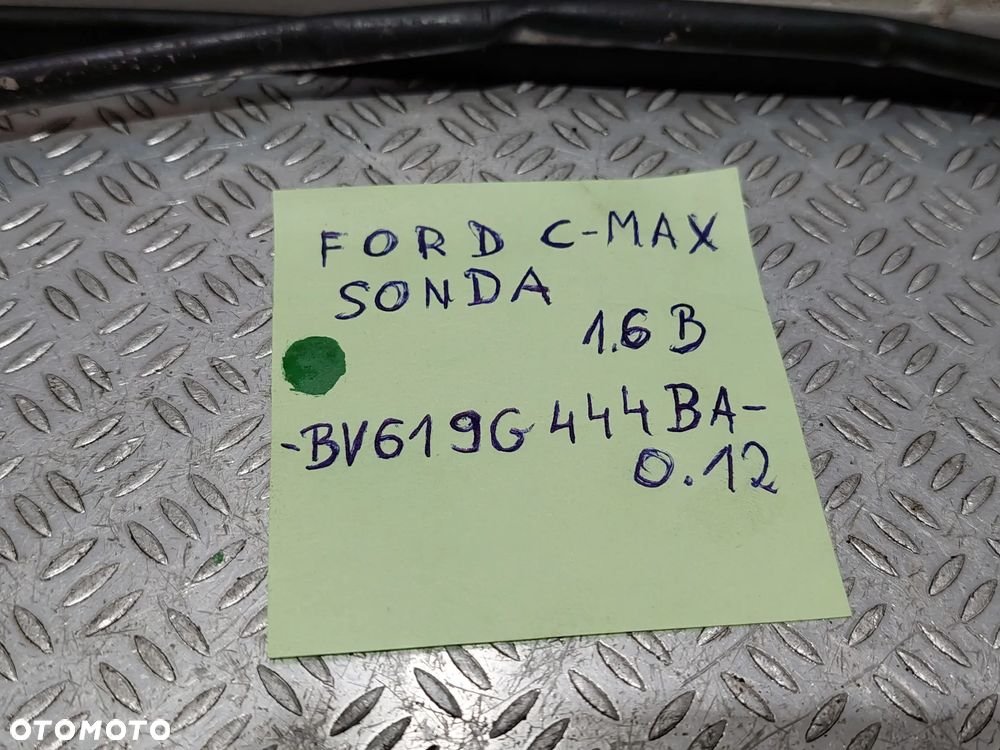 FORD C-MAX
SONDA
1.6 B
-BV619G444BA-
0.12
OTOMOTO